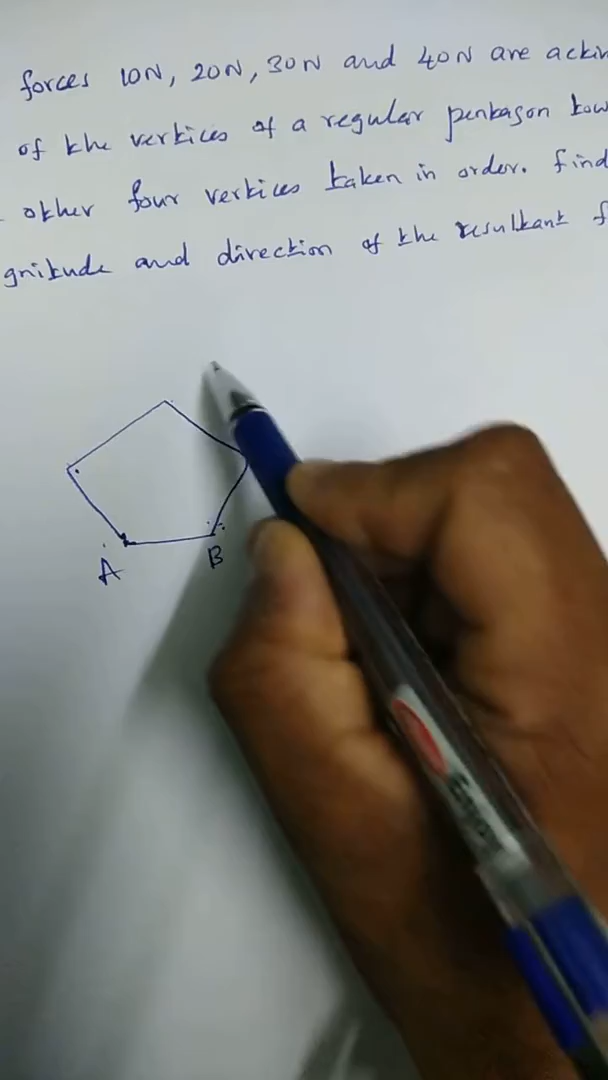 forces 10N, 20N, 30N and 40N are
of the vertices of a regular pentagon
other four vertices taken in order. find
and direction of the resultant
A
B